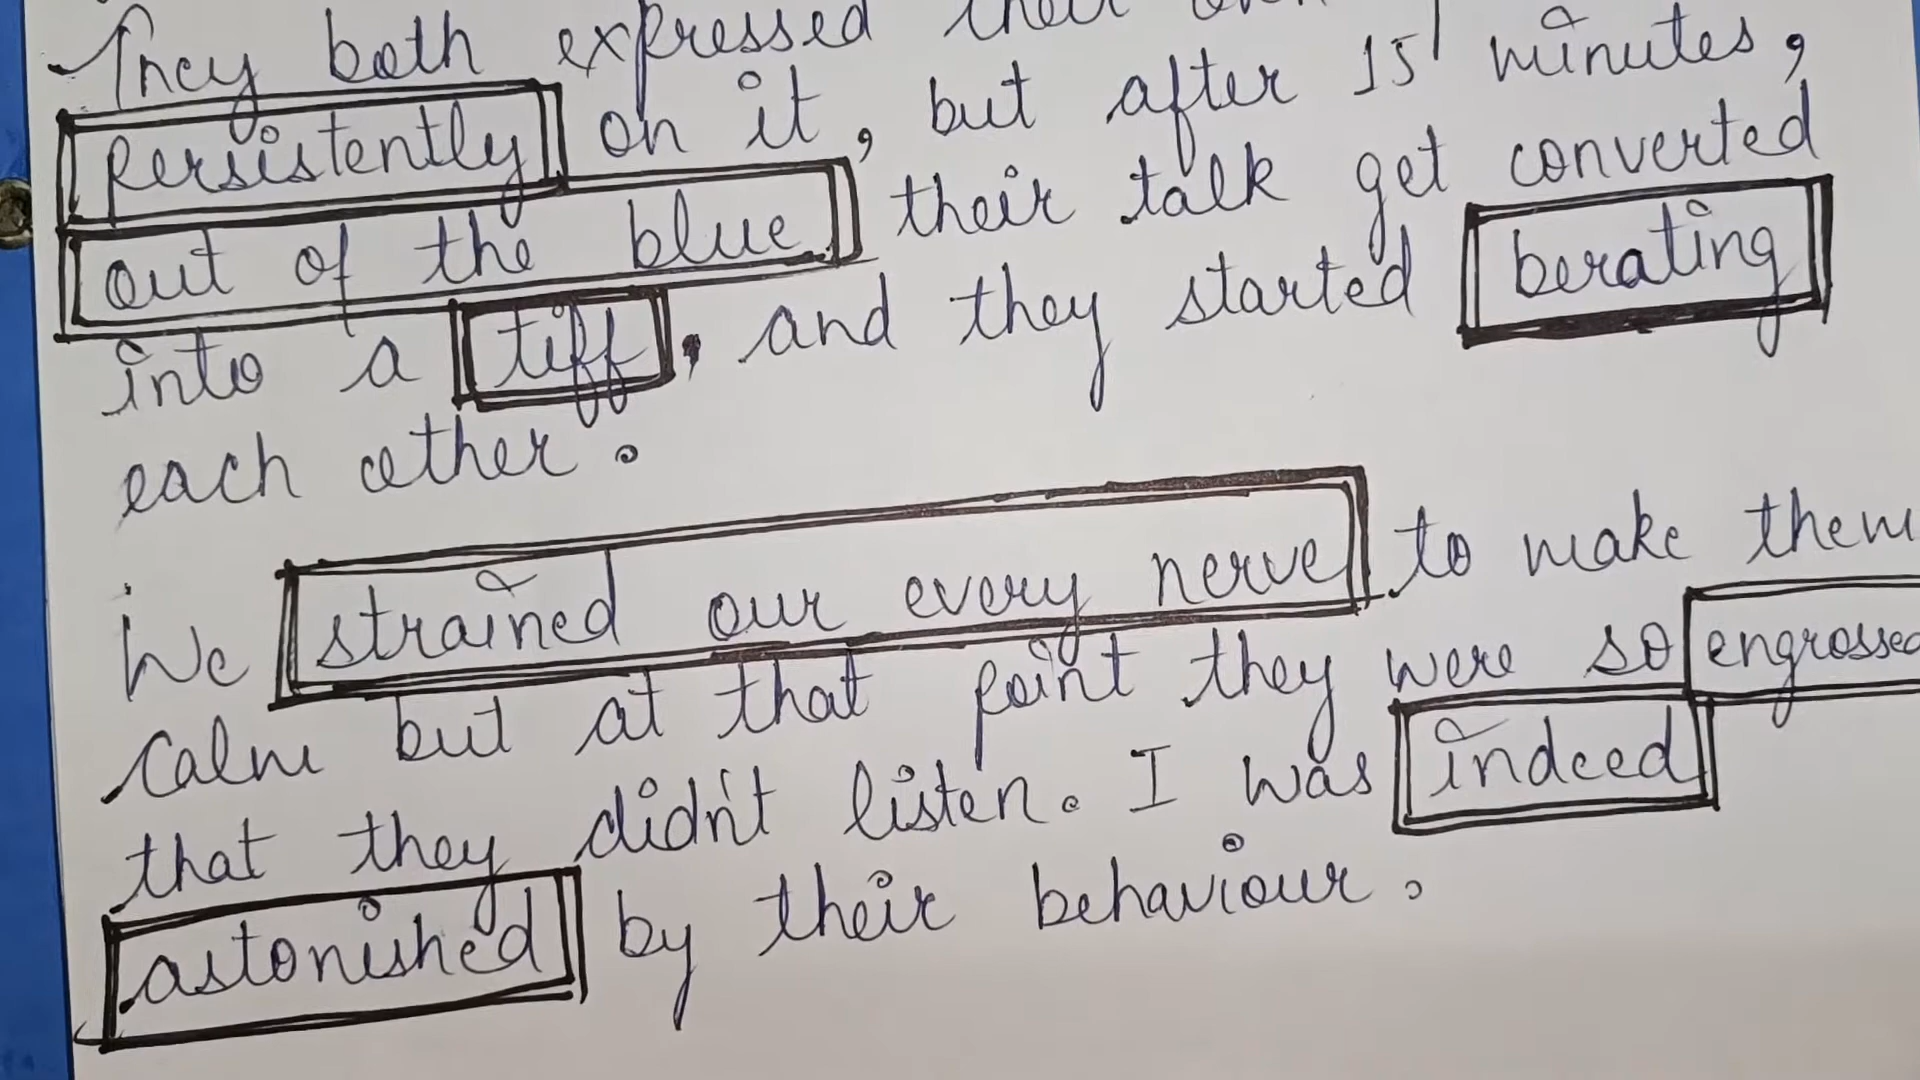 They both expressed their
persistently on it, but after 15 minutes,
out of the blue their talk get converted
into a tiff, and they started berating
each other.
We strained our every nerve to make them
calm but at that point they were so engrossed
that they didn't listen. I was indeed
astonished by their behaviour.